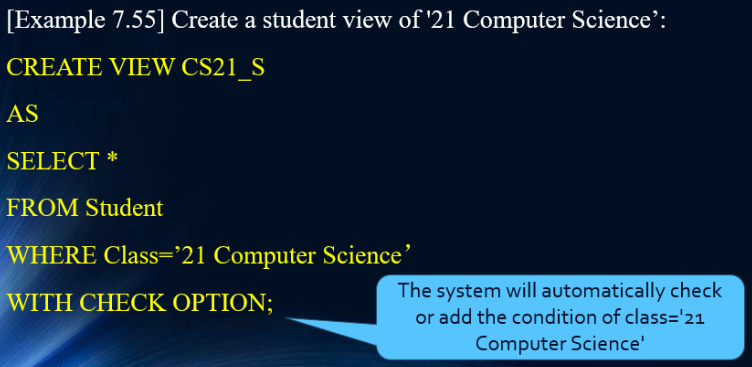 [Example 7.55] Create a student view of '21 Computer Science’:
CREATE VIEW CS21_S
AS
SELECT *
FROM Student
WHERE Class=’21 Computer Science’
WITH CHECK OPTION;
The system will automatically check
or add the condition of class='21
Computer Science'